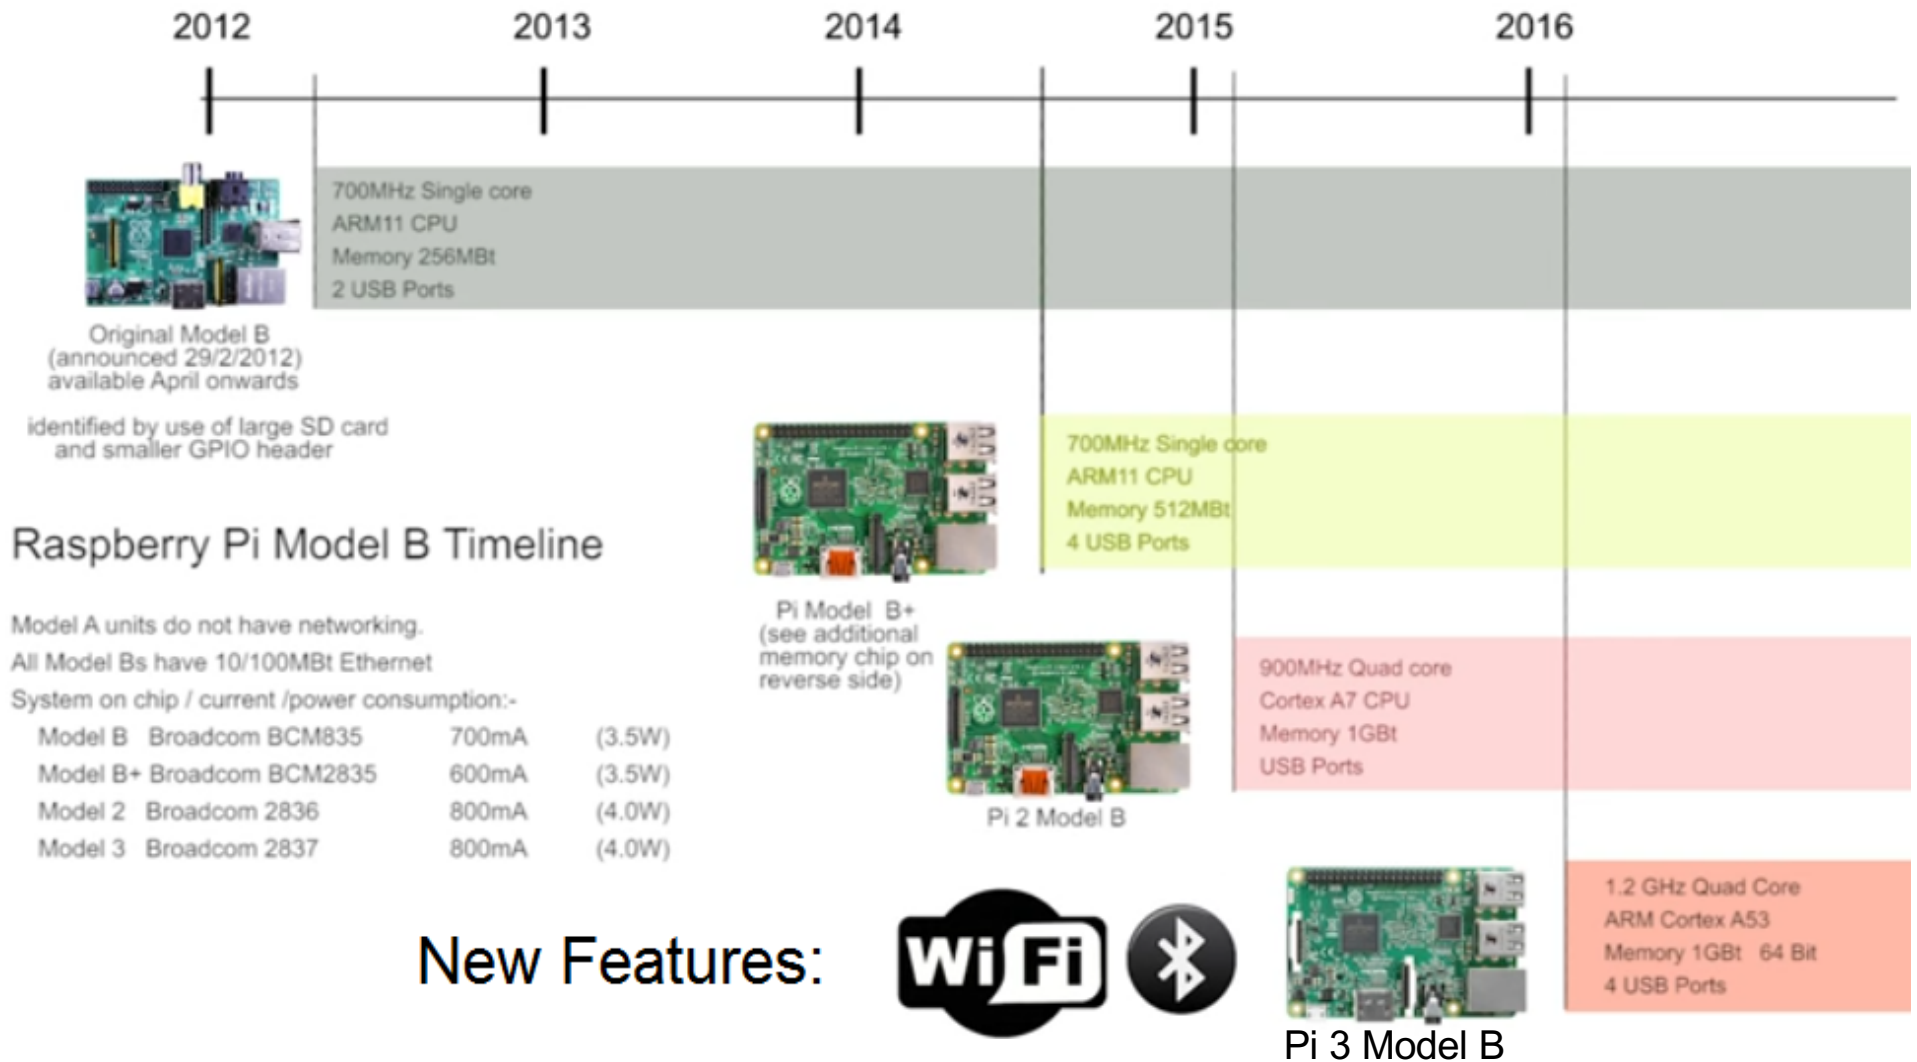 2012 2013 2014 2015 2016
700MHz Single core
ARM11 CPU
Memory 256MBt
2 USB Ports
Original Model B
(announced 29/2/2012)
available April onwards
identified by use of large SD card
and smaller GPIO header
700MHz Single core
ARM11 CPU
Memory 512MBt
4 USB Ports
Pi Model B+
(see additional
memory chip on
reverse side)
Raspberry Pi Model B Timeline
Model A units do not have networking.
All Model Bs have 10/100MBt Ethernet
System on chip / current /power consumption:-
Model B Broadcom BCM835 700mA (3.5W)
Model B+ Broadcom BCM2835 600mA (3.5W)
Model 2 Broadcom 2836 800mA (4.0W)
Model 3 Broadcom 2837 800mA (4.0W)
900MHz Quad core
Cortex A7 CPU
Memory 1GBt
USB Ports
Pi 2 Model B
New Features:
Wi Fi
1.2 GHz Quad Core
ARM Cortex A53
Memory 1GBt 64 Bit
4 USB Ports
Pi 3 Model B